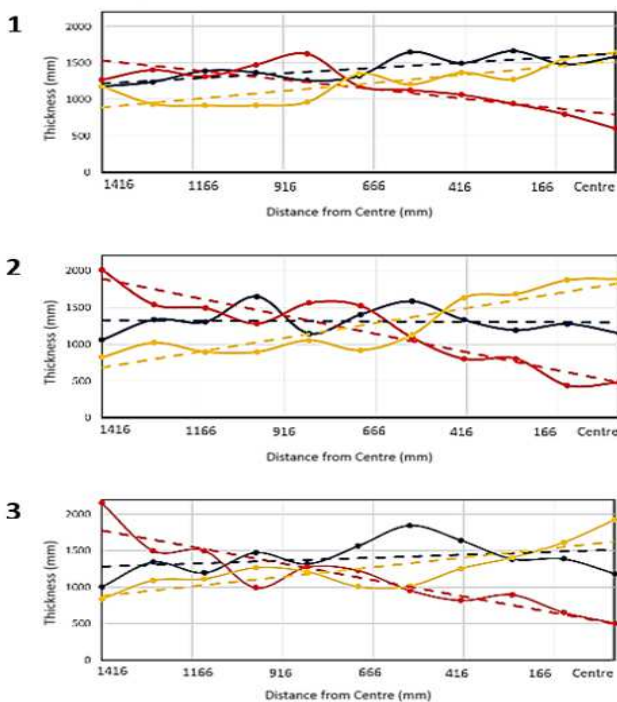 1
2000
1500
1000
500
0
Thickness (mm)
1416 1166 916 666 416 166 Centre
Distance from Centre (mm)
2
2000
1500
1000
500
0
Thickness (mm)
1416 1166 916 666 416 166 Centre
Distance from Centre (mm)
3
2000
1500
1000
500
0
Thickness (mm)
1416 1166 916 666 416 166 Centre
Distance from Centre (mm)